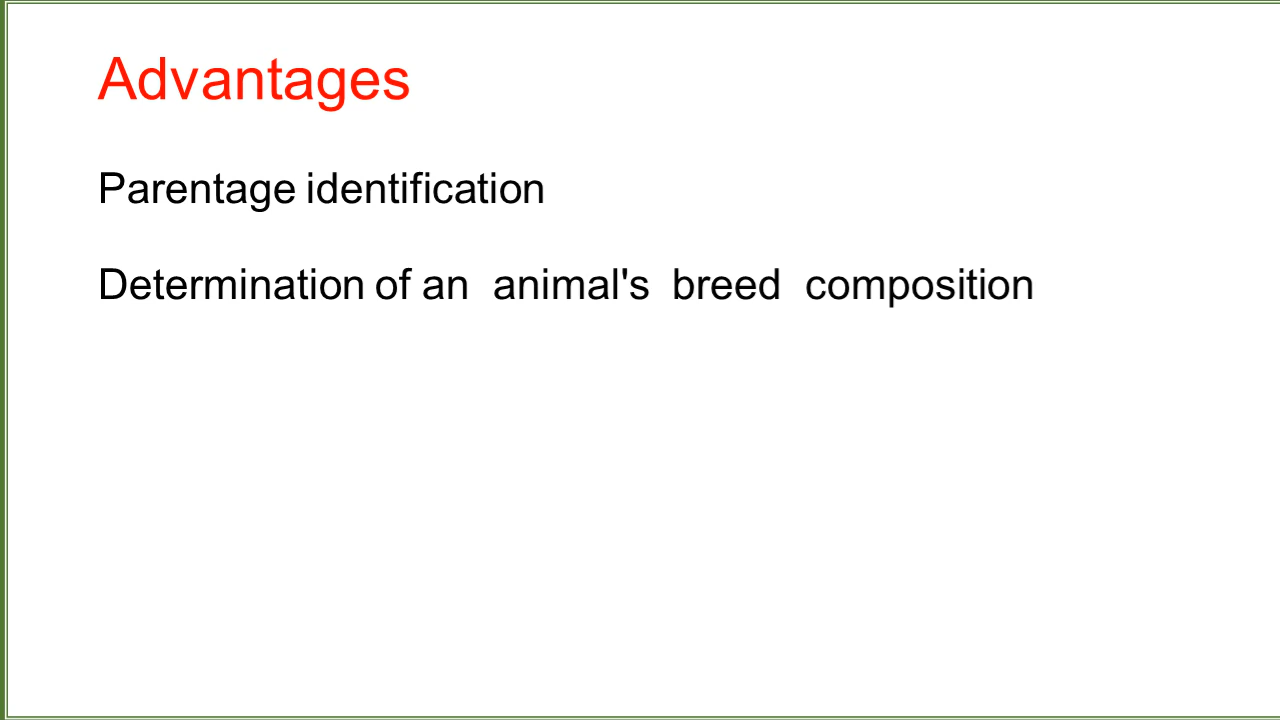 Advantages
Parentage identification
Determination of an  animal's  breed  composition